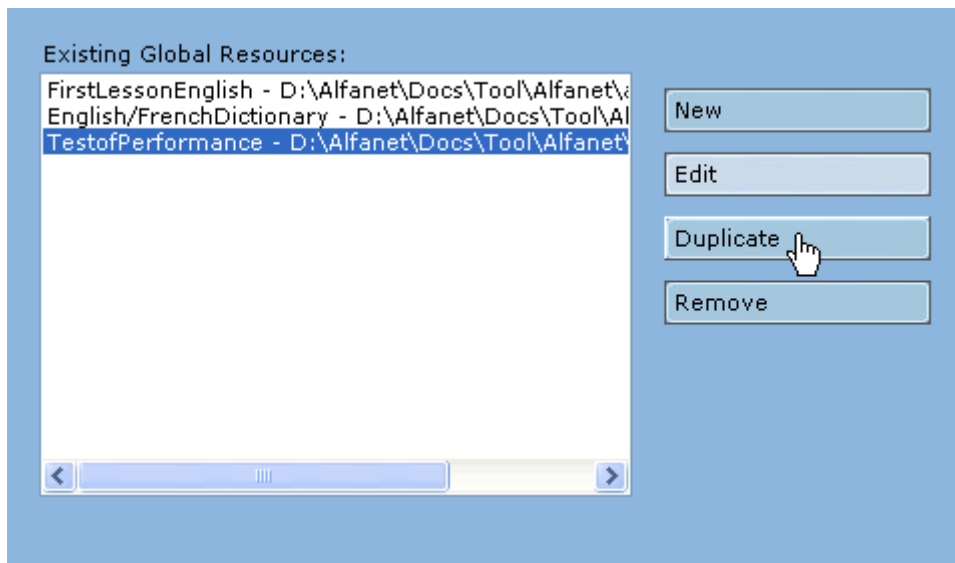 Existing Global Resources:
FirstLessonEnglish - D:\Alfanet\Docs\Tool\Alfanet\
English/FrenchDictionary - D:\Alfanet\Docs\Tool\Al
TestofPerformance - D:\Alfanet\Docs\Tool\Alfanet\
New
Edit
Duplicate
Remove